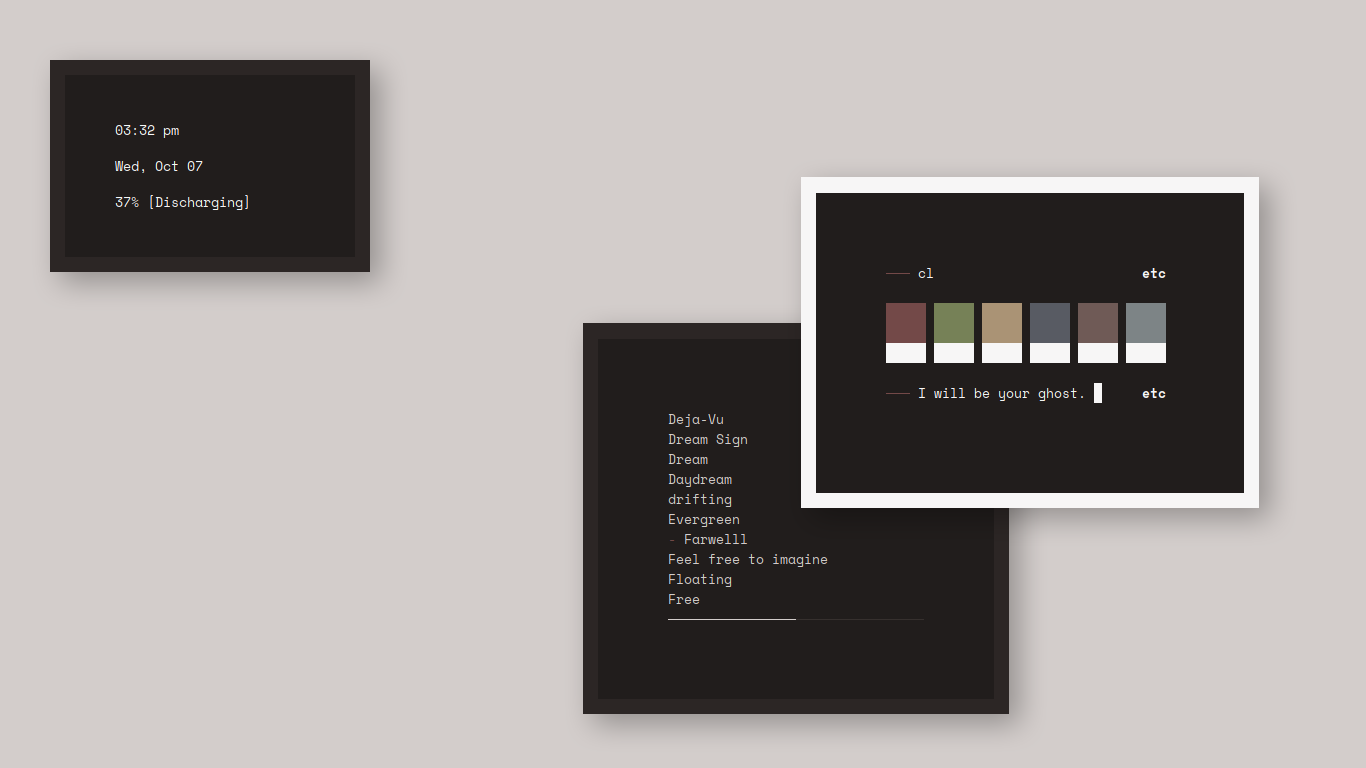 03:32 pm
Wed, Oct 07
37% [Discharging]
cl etc
I will be your ghost. etc
Deja-Vu
Dream Sign
Dream
Daydream
drifting
Evergreen
- Farwelll
Feel free to imagine
Floating
Free